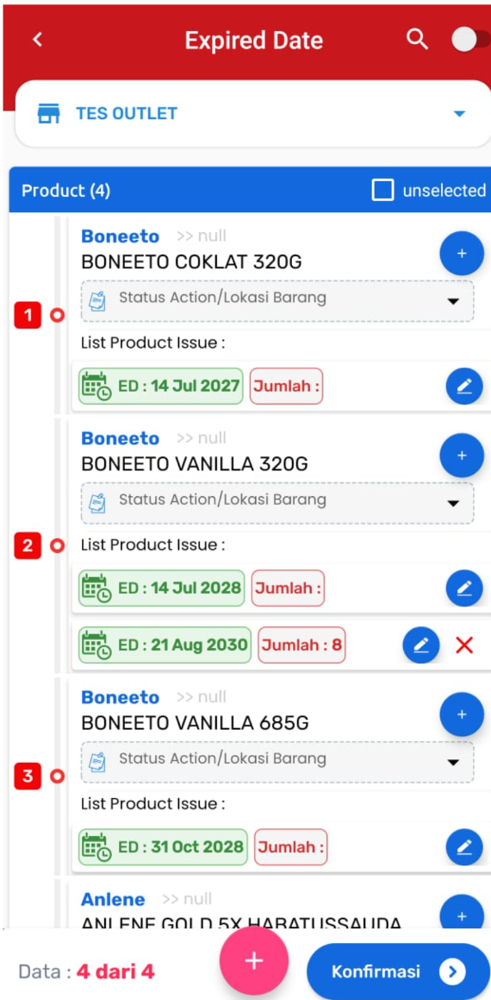 Expired Date
TES OUTLET
Product (4) unselected
Boneeto >> null
BONEETO COKLAT 320G
+
Status Action/Lokasi Barang
1
List Product Issue :
ED : 14 Jul 2027 Jumlah :
Boneeto >> null
BONEETO VANILLA 320G
+
Status Action/Lokasi Barang
2
List Product Issue :
ED : 14 Jul 2028 Jumlah :
ED : 21 Aug 2030 Jumlah : 8
Boneeto >> null
BONEETO VANILLA 685G
+
Status Action/Lokasi Barang
3
List Product Issue :
ED : 31 Oct 2028 Jumlah :
Anlene >> null
ANLENE GOLD 5X HABATUSSAUDA
+
Data : 4 dari 4 + Konfirmasi